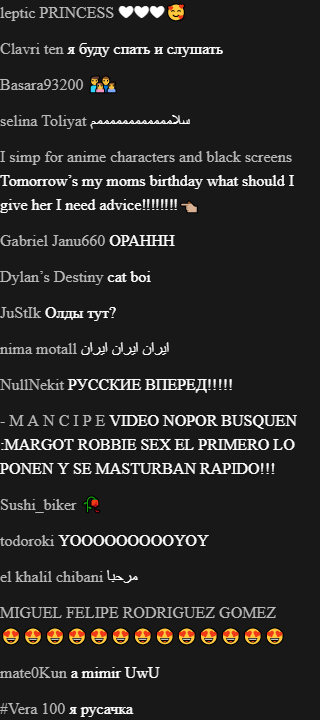 leptic PRINCESS 🤍🤍🤍🥰
Clavri ten я буду спать и слушать
Basara93200 👩‍❤️‍👨👩‍❤️‍👨
selina Toliyat سلاممممممممممممم
I simp for anime characters and black screens
Tomorrow’s my moms birthday what should I
give her I need advice!!!!!!!! 👈🏼
Gabriel Janu660 ОРАННН
Dylan’s Destiny cat boi
JuStIk Олды тут?
nima motall ایران ایران ایران
NullNekit РУССКИЕ ВПЕРЕД!!!!!
- M A N C I P E VIDEO NOPOR BUSQUEN
:MARGOT ROBBIE SEX EL PRIMERO LO
PONEN Y SE MASTURBAN RAPIDO!!!
Sushi_biker 🥀
todoroki YOOOOOOOOOYOY
el khalil chibani مرحبا
MIGUEL FELIPE RODRIGUEZ GOMEZ
🤩🤩🤩🤩🤩🤩🤩🤩🤩🤩🤩🤩🤩
mate0Kun a mimir UwU
#Vera 100 я русачка